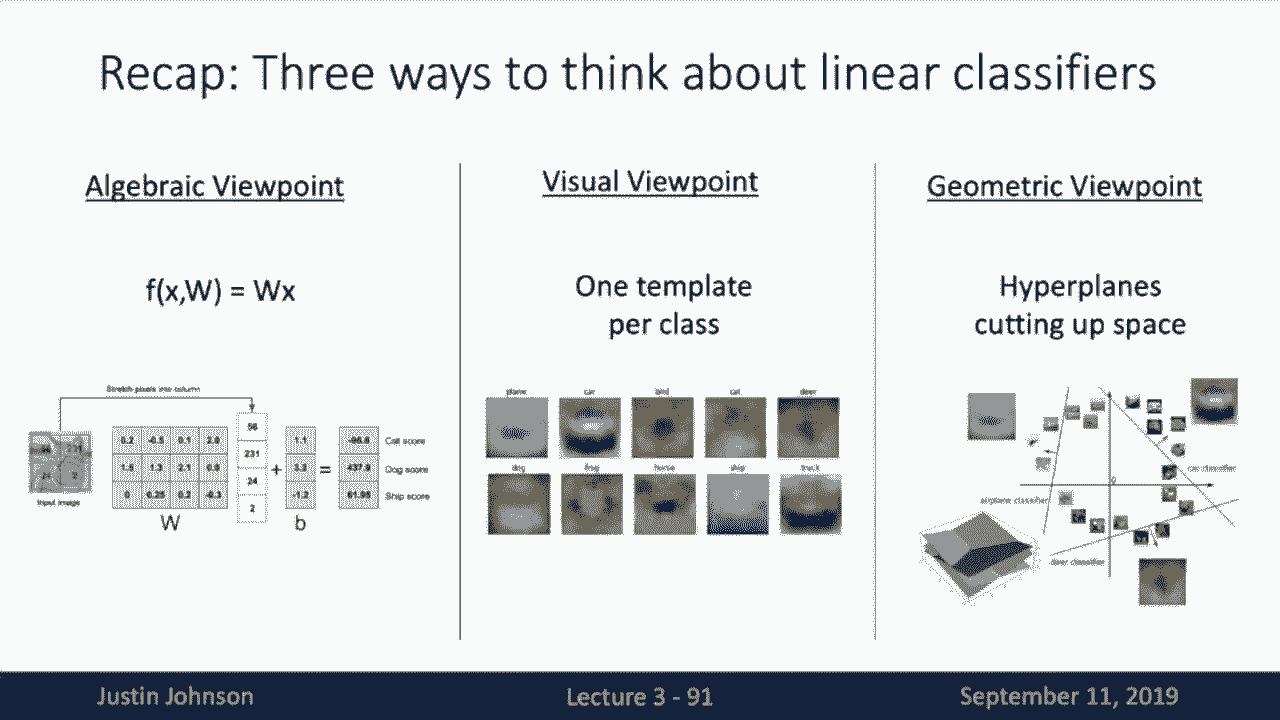 Recap: Three ways to think about linear classifiers
Algebraic Viewpoint
f(x,W) = Wx
Stretch pixels into column
Input image
0.2 -0.5 0.1 2.0
1.5 1.3 2.1 0.0
0 0.25 0.2 -0.3
W
56
231
24
2
+
1.1
3.2
-1.2
b
=
-96.8
437.9
61.95
Cat score
Dog score
Ship score
Visual Viewpoint
One template
per class
plane car bird cat deer
dog frog horse ship truck
Geometric Viewpoint
Hyperplanes
cutting up space
car classifier
airplane classifier
deer classifier
Justin Johnson
Lecture 3 - 91
September 11, 2019